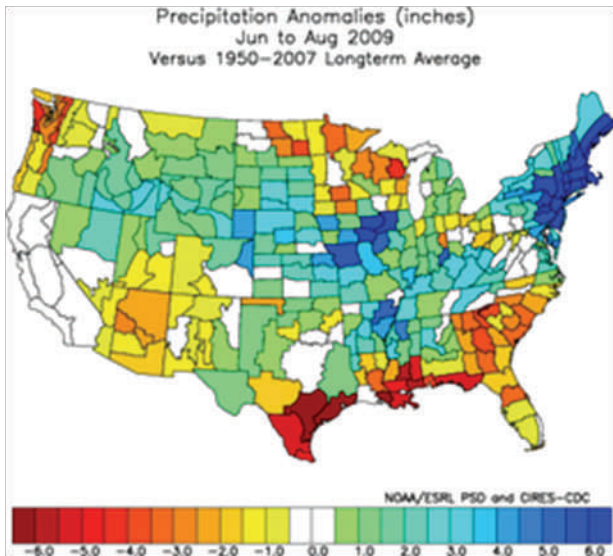 Precipitation Anomalies (inches)
Jun to Aug 2009
Versus 1950-2007 Longterm Average
NOAA/ESRL PSD and CIRES-CDC
-6.0 -5.0 -4.0 -3.0 -2.0 -1.0 0.0 1.0 2.0 3.0 4.0 5.0 6.0